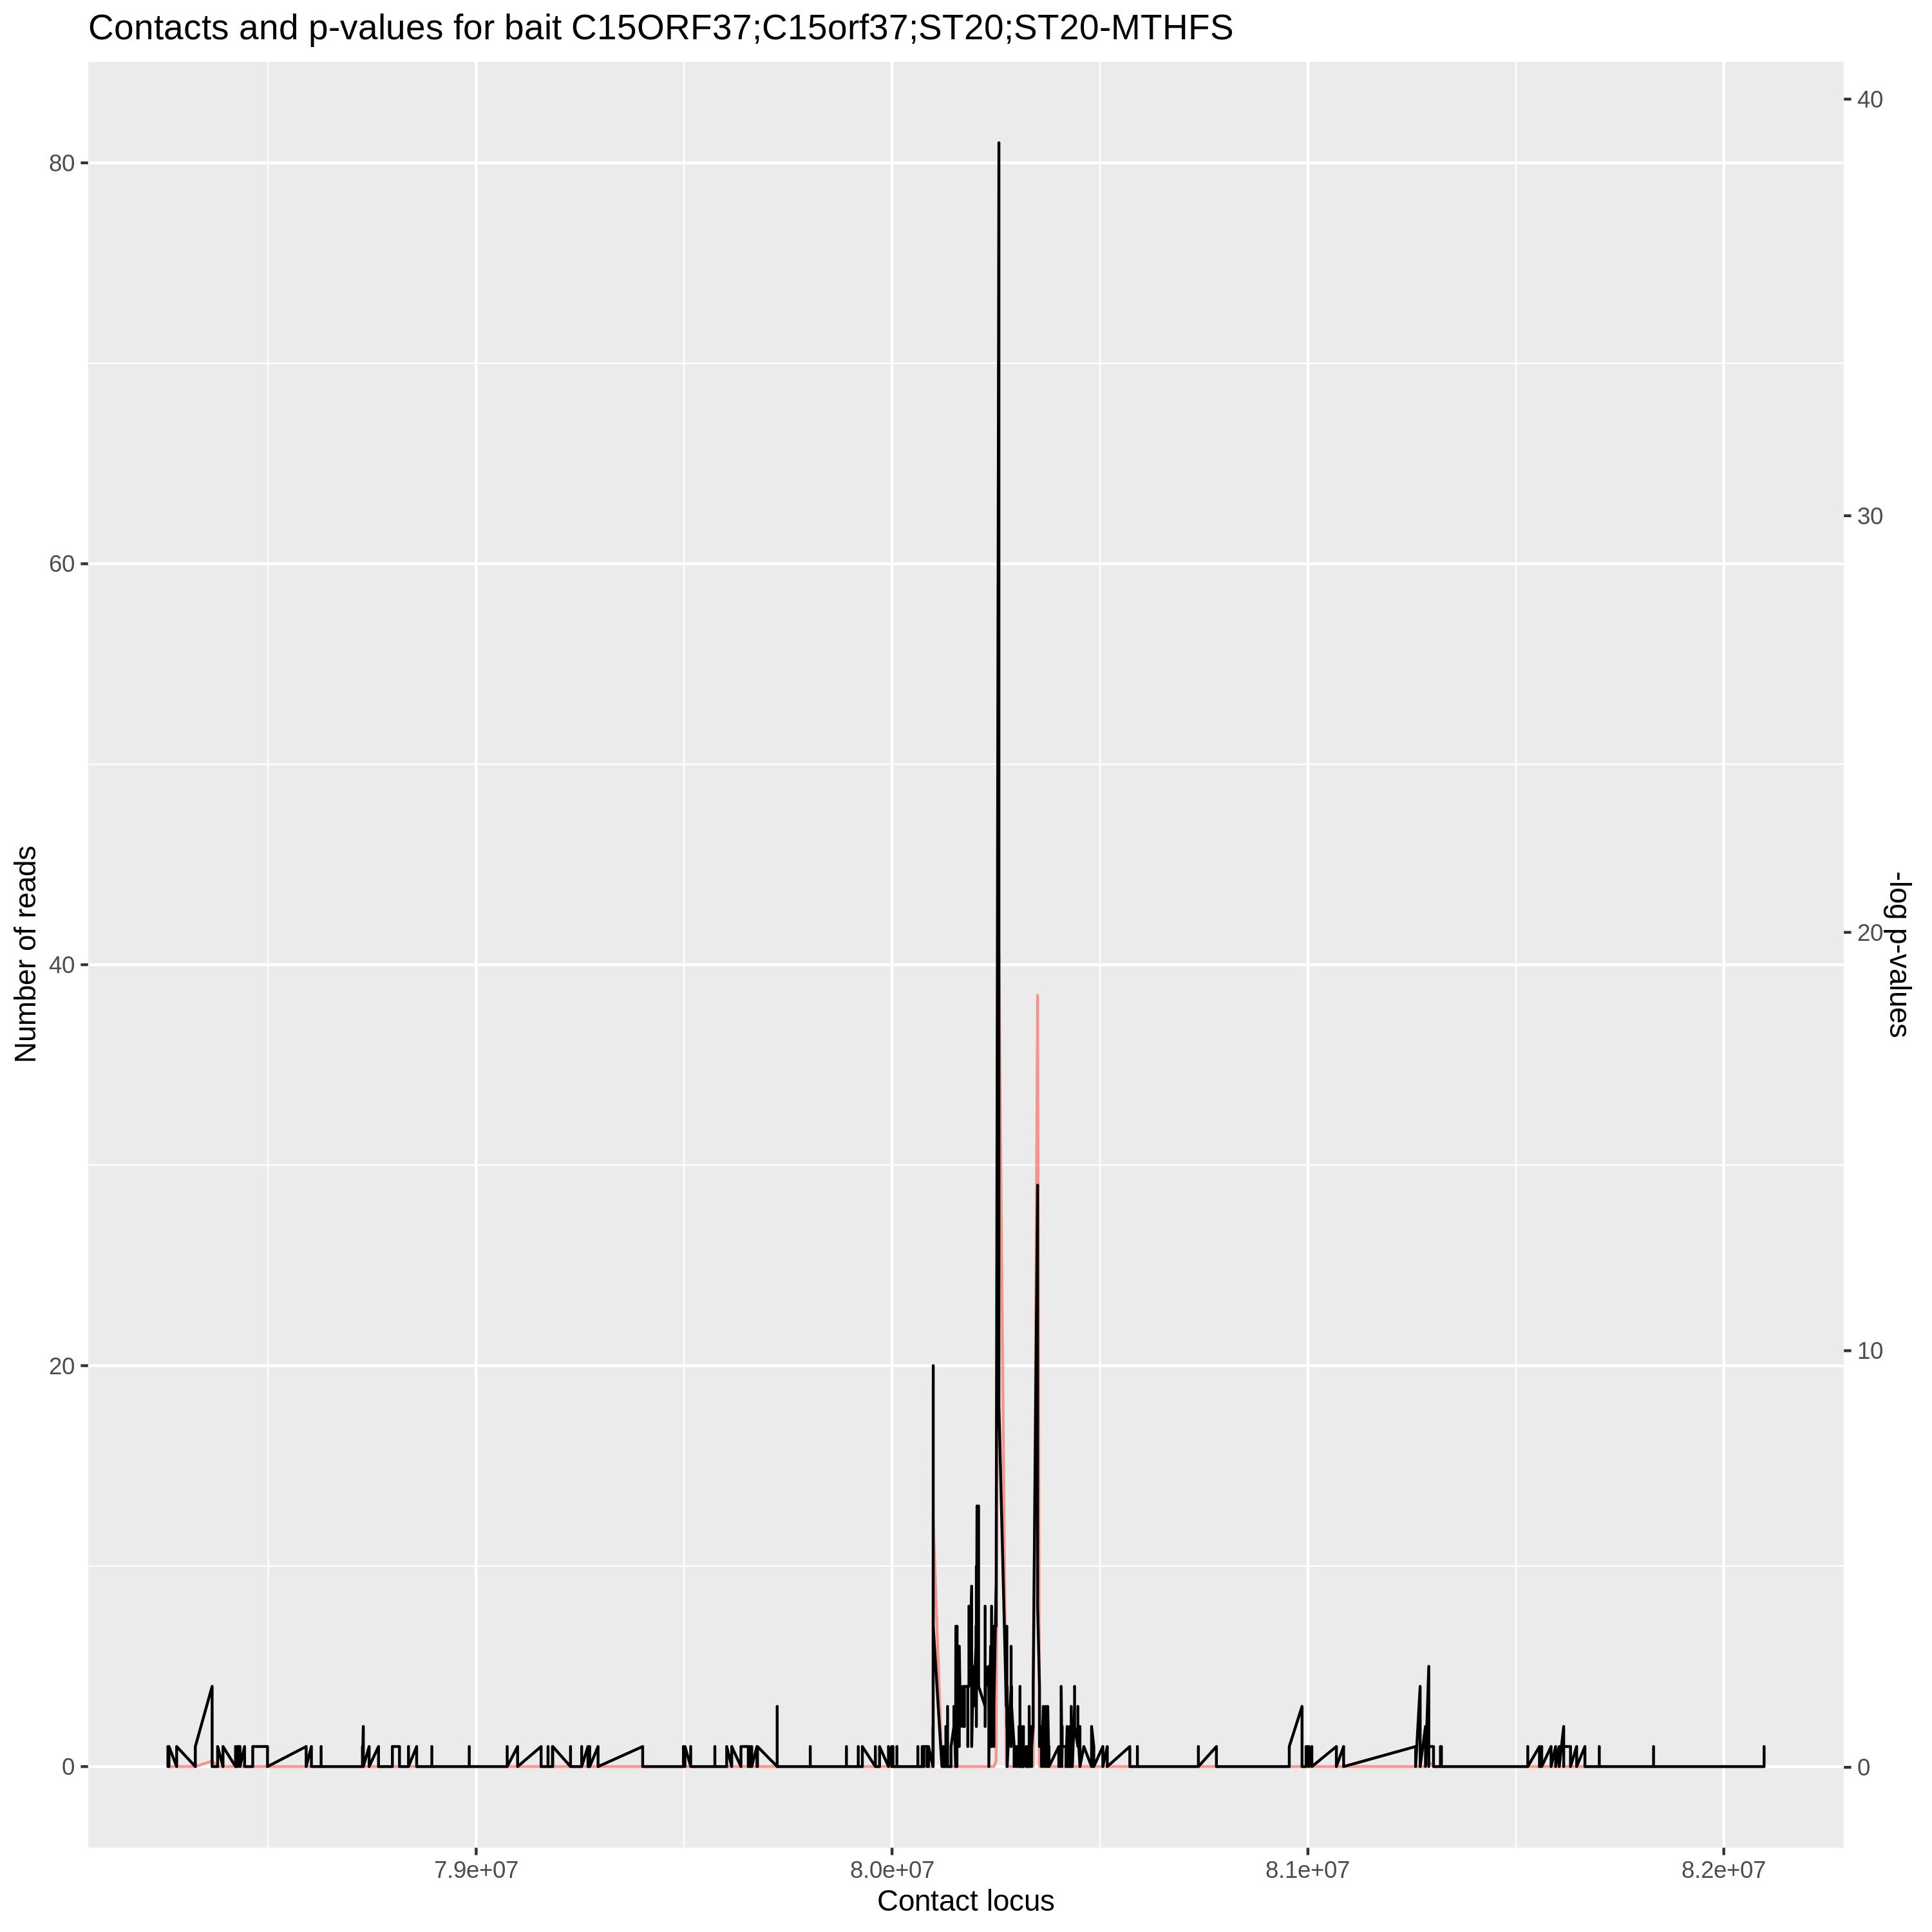 Contacts and p-values for bait C15ORF37;C15orf37;ST20;ST20-MTHFS
Number of reads
80
60
40
20
0
40
30
20
10
0
-log p-values
7.9e+07 8.0e+07 8.1e+07 8.2e+07
Contact locus